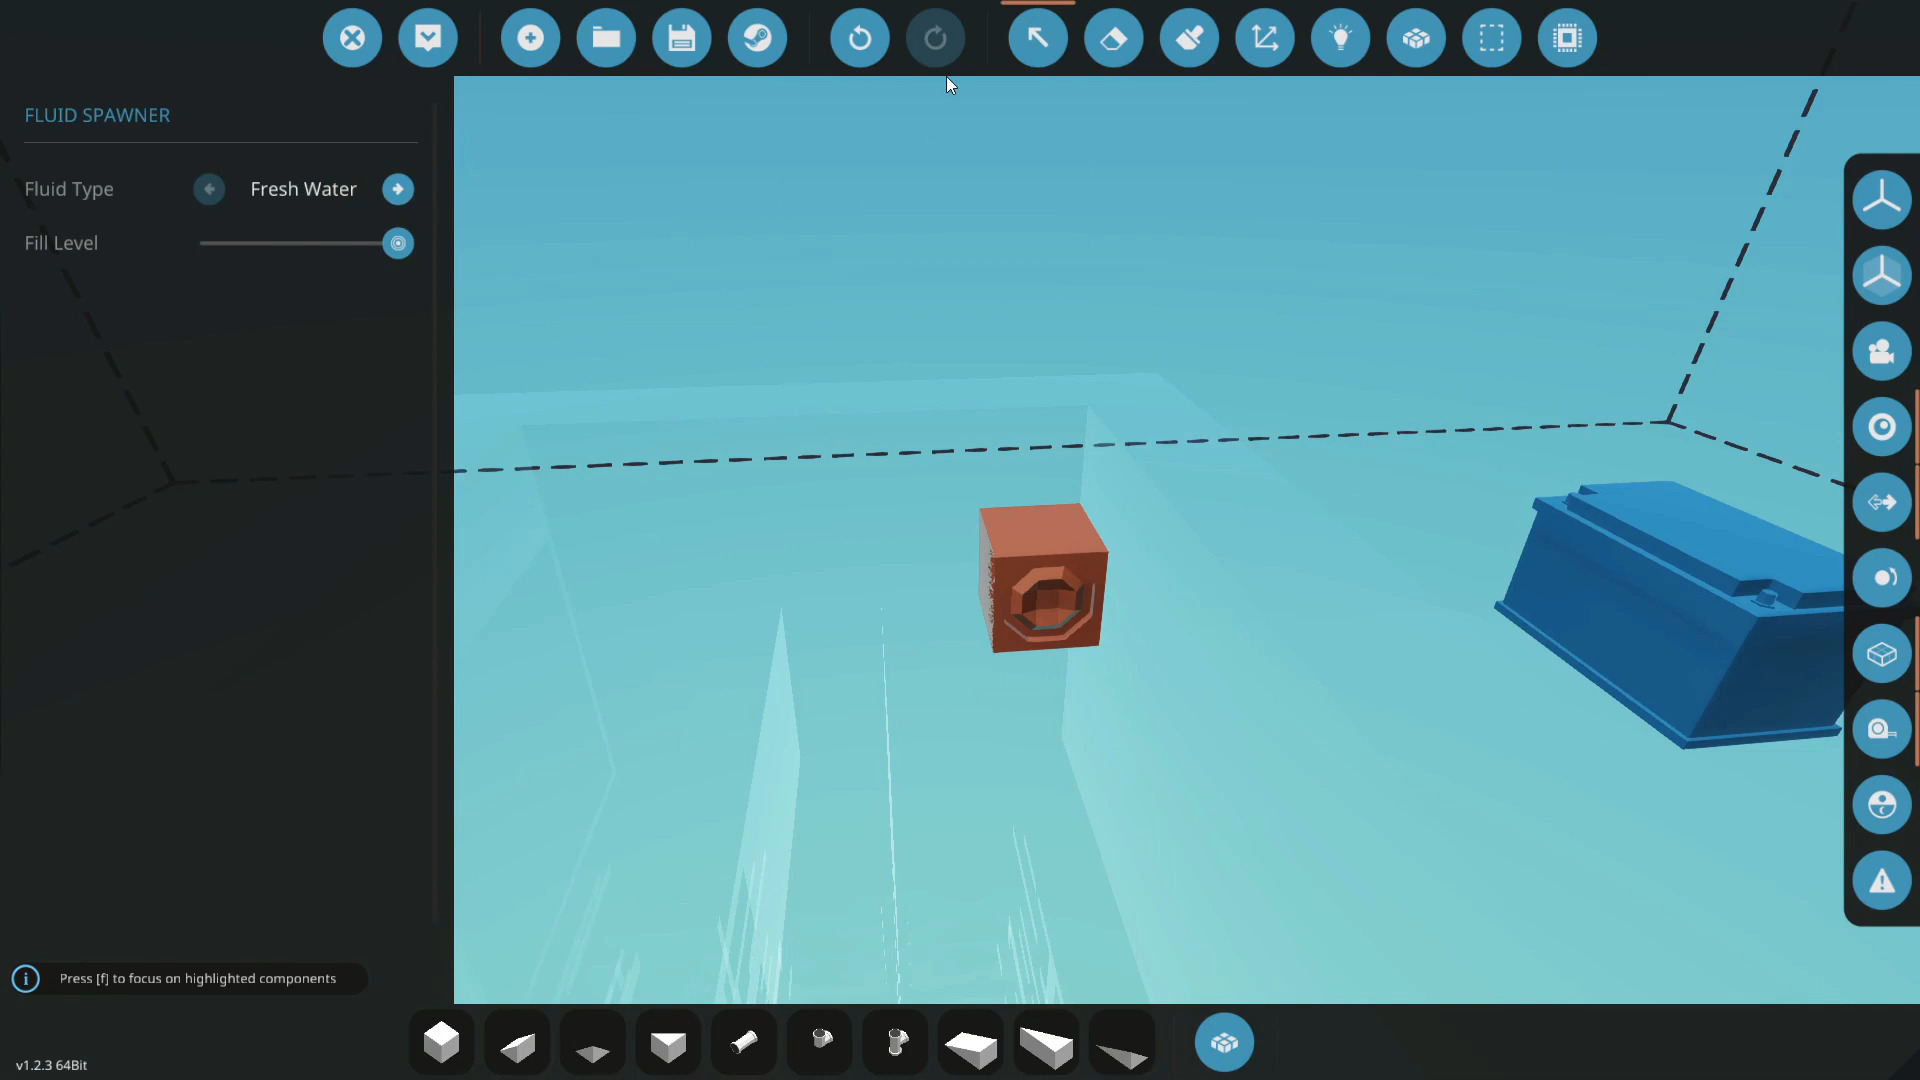 FLUID SPAWNER
Fluid Type
Fresh Water
Fill Level
Press [f] to focus on highlighted components
v1.2.3 64Bit